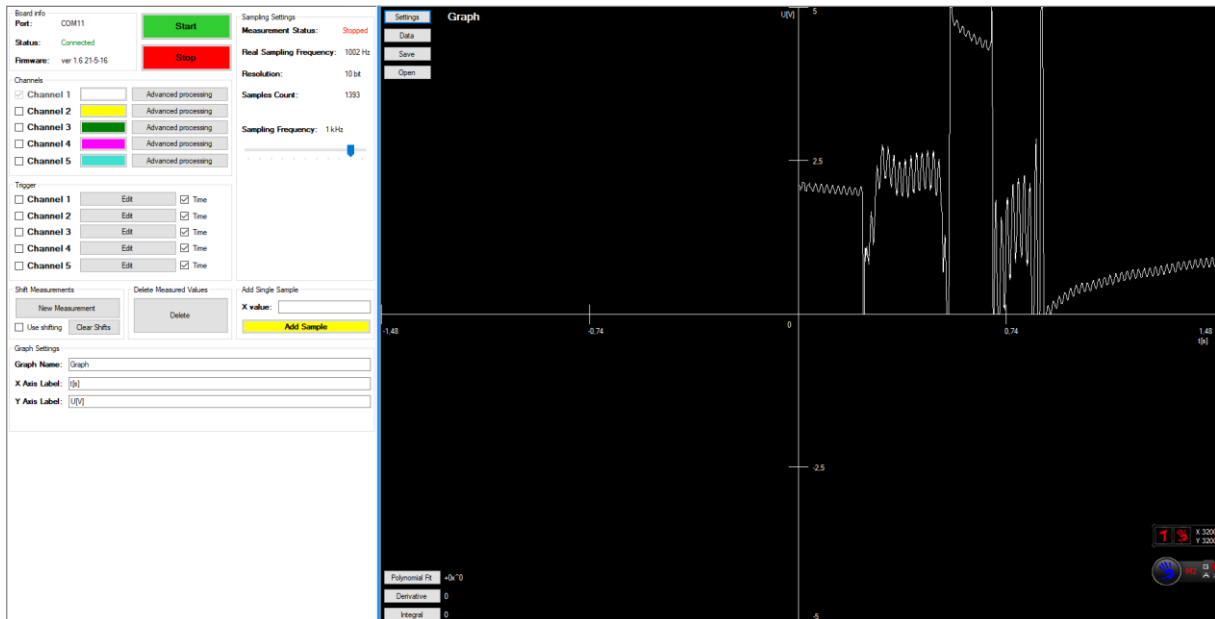 Board info
Port: COM11
Status: Connected
Firmware: ver 1.6 21-5-16
Start
Stop
Channels
Channel 1 Advanced processing
Channel 2 Advanced processing
Channel 3 Advanced processing
Channel 4 Advanced processing
Channel 5 Advanced processing
Trigger
Channel 1 Edit Time
Channel 2 Edit Time
Channel 3 Edit Time
Channel 4 Edit Time
Channel 5 Edit Time
Sampling Settings
Measurement Status: Stopped
Real Sampling Frequency: 1002 Hz
Resolution: 10 bit
Samples Count: 1393
Sampling Frequency: 1 kHz
Shift Measurements
New Measurement
Use shifting Clear Shifts
Delete Measured Values
Delete
Add Single Sample
X value:
Add Sample
Graph Settings
Graph Name: Graph
X Axis Label: t[s]
Y Axis Label: U[V]
Settings
Data
Save
Open
Graph
U[V]
5
2.5
-1,48
-0,74
0
0,74
1,48
t[s]
-2.5
-5
X 3200
Y 3200
Polynomial Fit +0x^0
Derivative 0
Integral 0